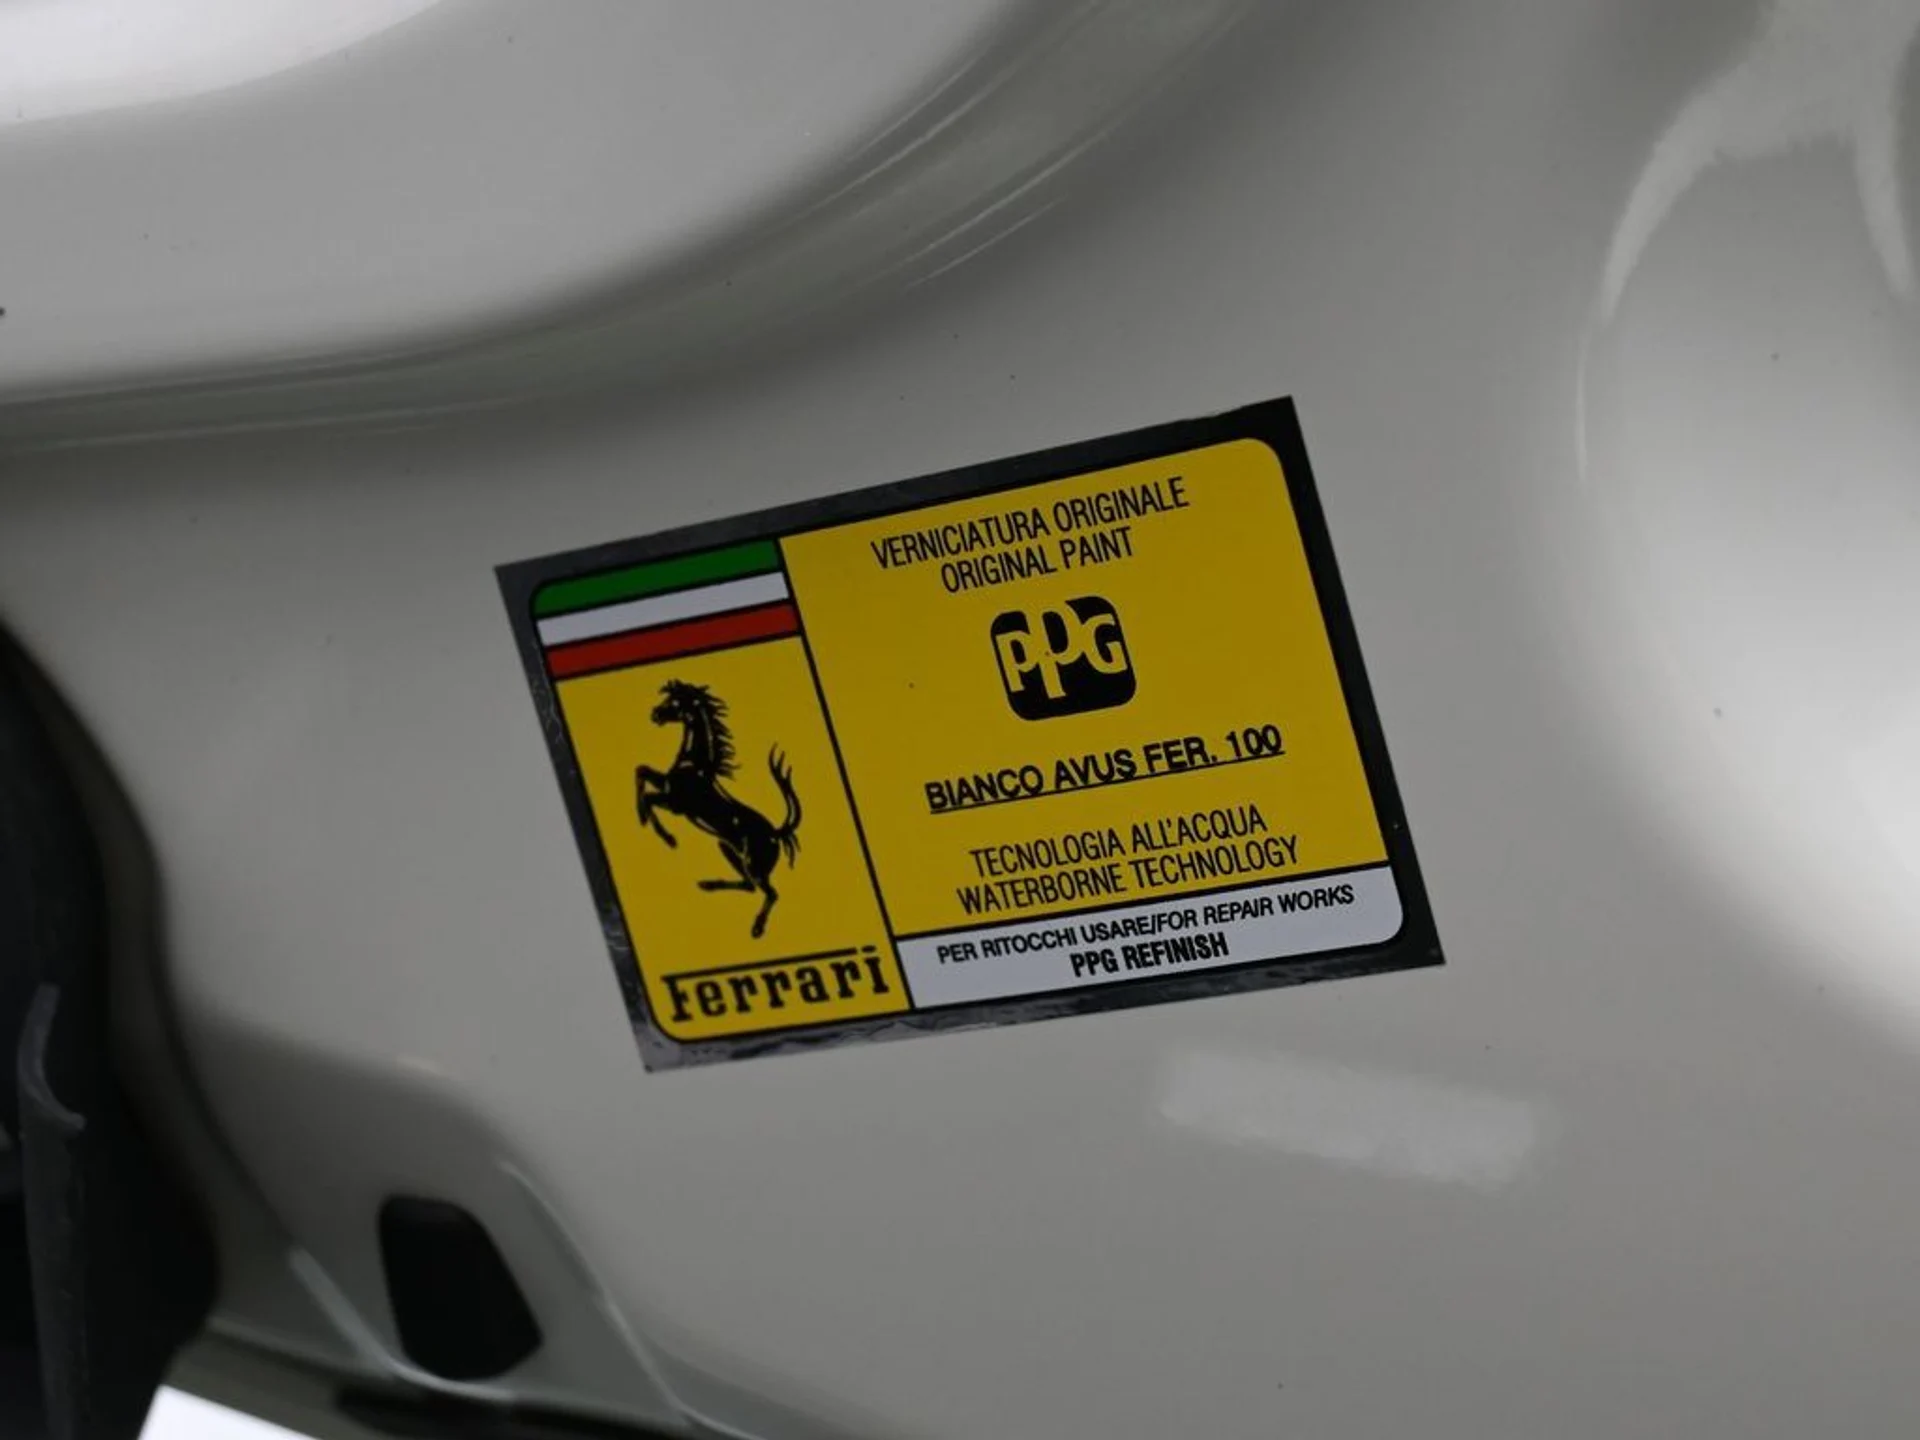 VERNICIATURA ORIGINALE
ORIGINAL PAINT
PPG
BIANCO AVUS FER. 100
TECNOLOGIA ALL'ACQUA
WATERBORNE TECHNOLOGY
PER RITOCCHI USARE/FOR REPAIR WORKS
PPG REFINISH
Ferrari